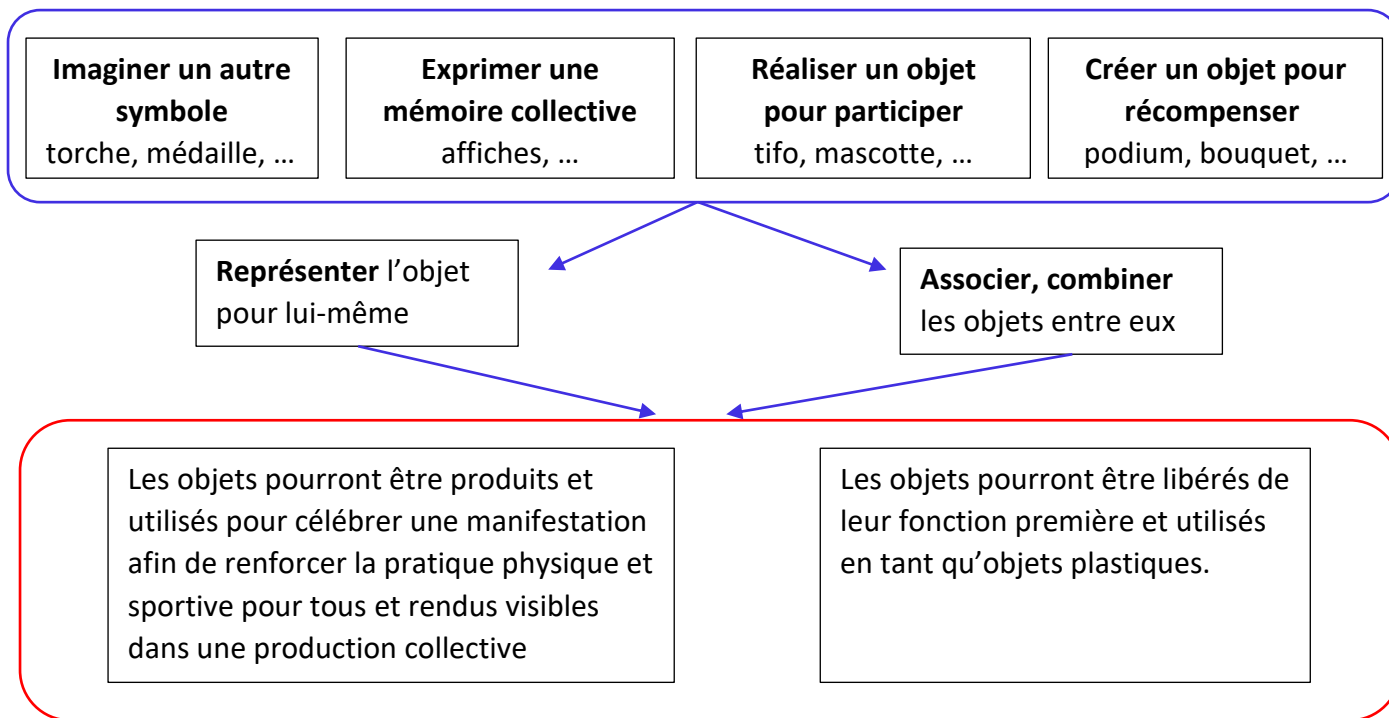 Imaginer un autre
symbole
torche, médaille, …
Exprimer une
mémoire collective
affiches, …
Réaliser un objet
pour participer
tifo, mascotte, …
Créer un objet pour
récompenser
podium, bouquet, …
Représenter l’objet
pour lui-même
Associer, combiner
les objets entre eux
Les objets pourront être produits et
utilisés pour célébrer une manifestation
afin de renforcer la pratique physique et
sportive pour tous et rendus visibles
dans une production collective
Les objets pourront être libérés de
leur fonction première et utilisés
en tant qu’objets plastiques.